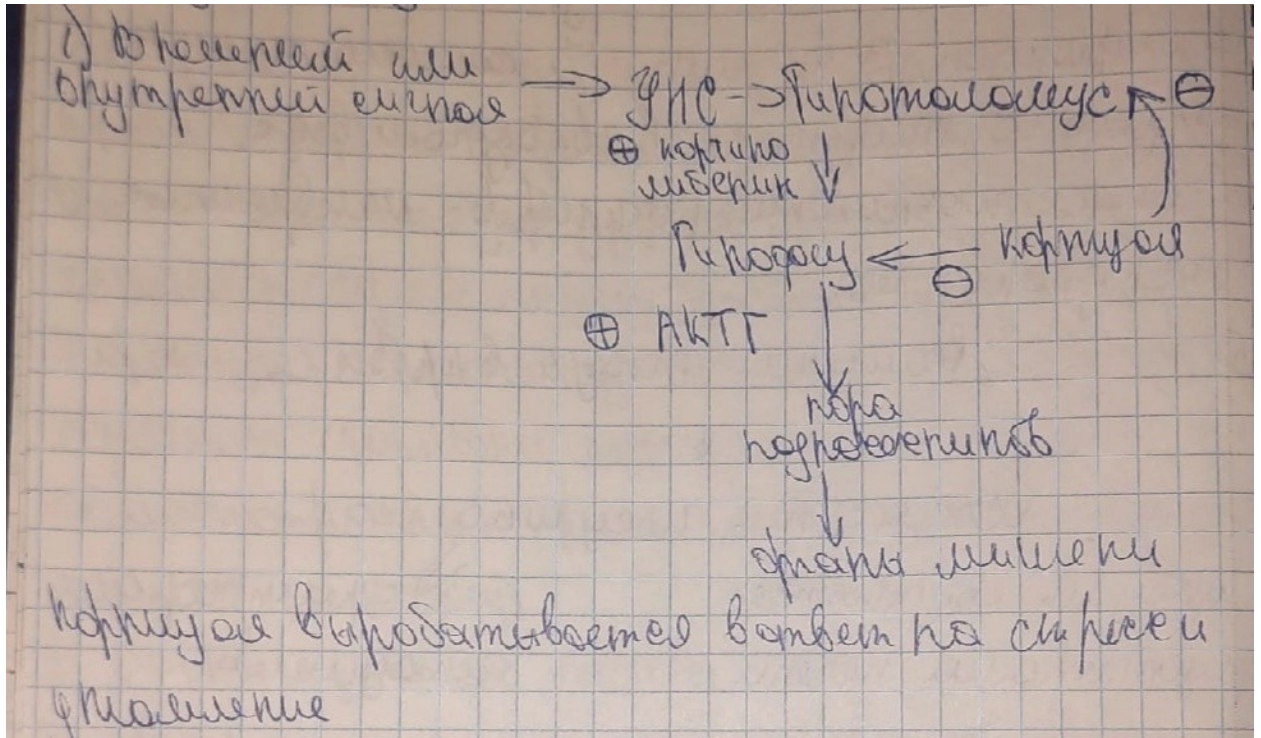 1) Внешний или
внутренний сигнал → ЦНС → Гипоталамус ⊖
⊕ кортико
либерин
Гипофиз ← кортизол
⊖
⊕ АКТГ
кора
надпочечников
органы мишени
Кортизол вырабатывается в ответ на стресс и
утомление